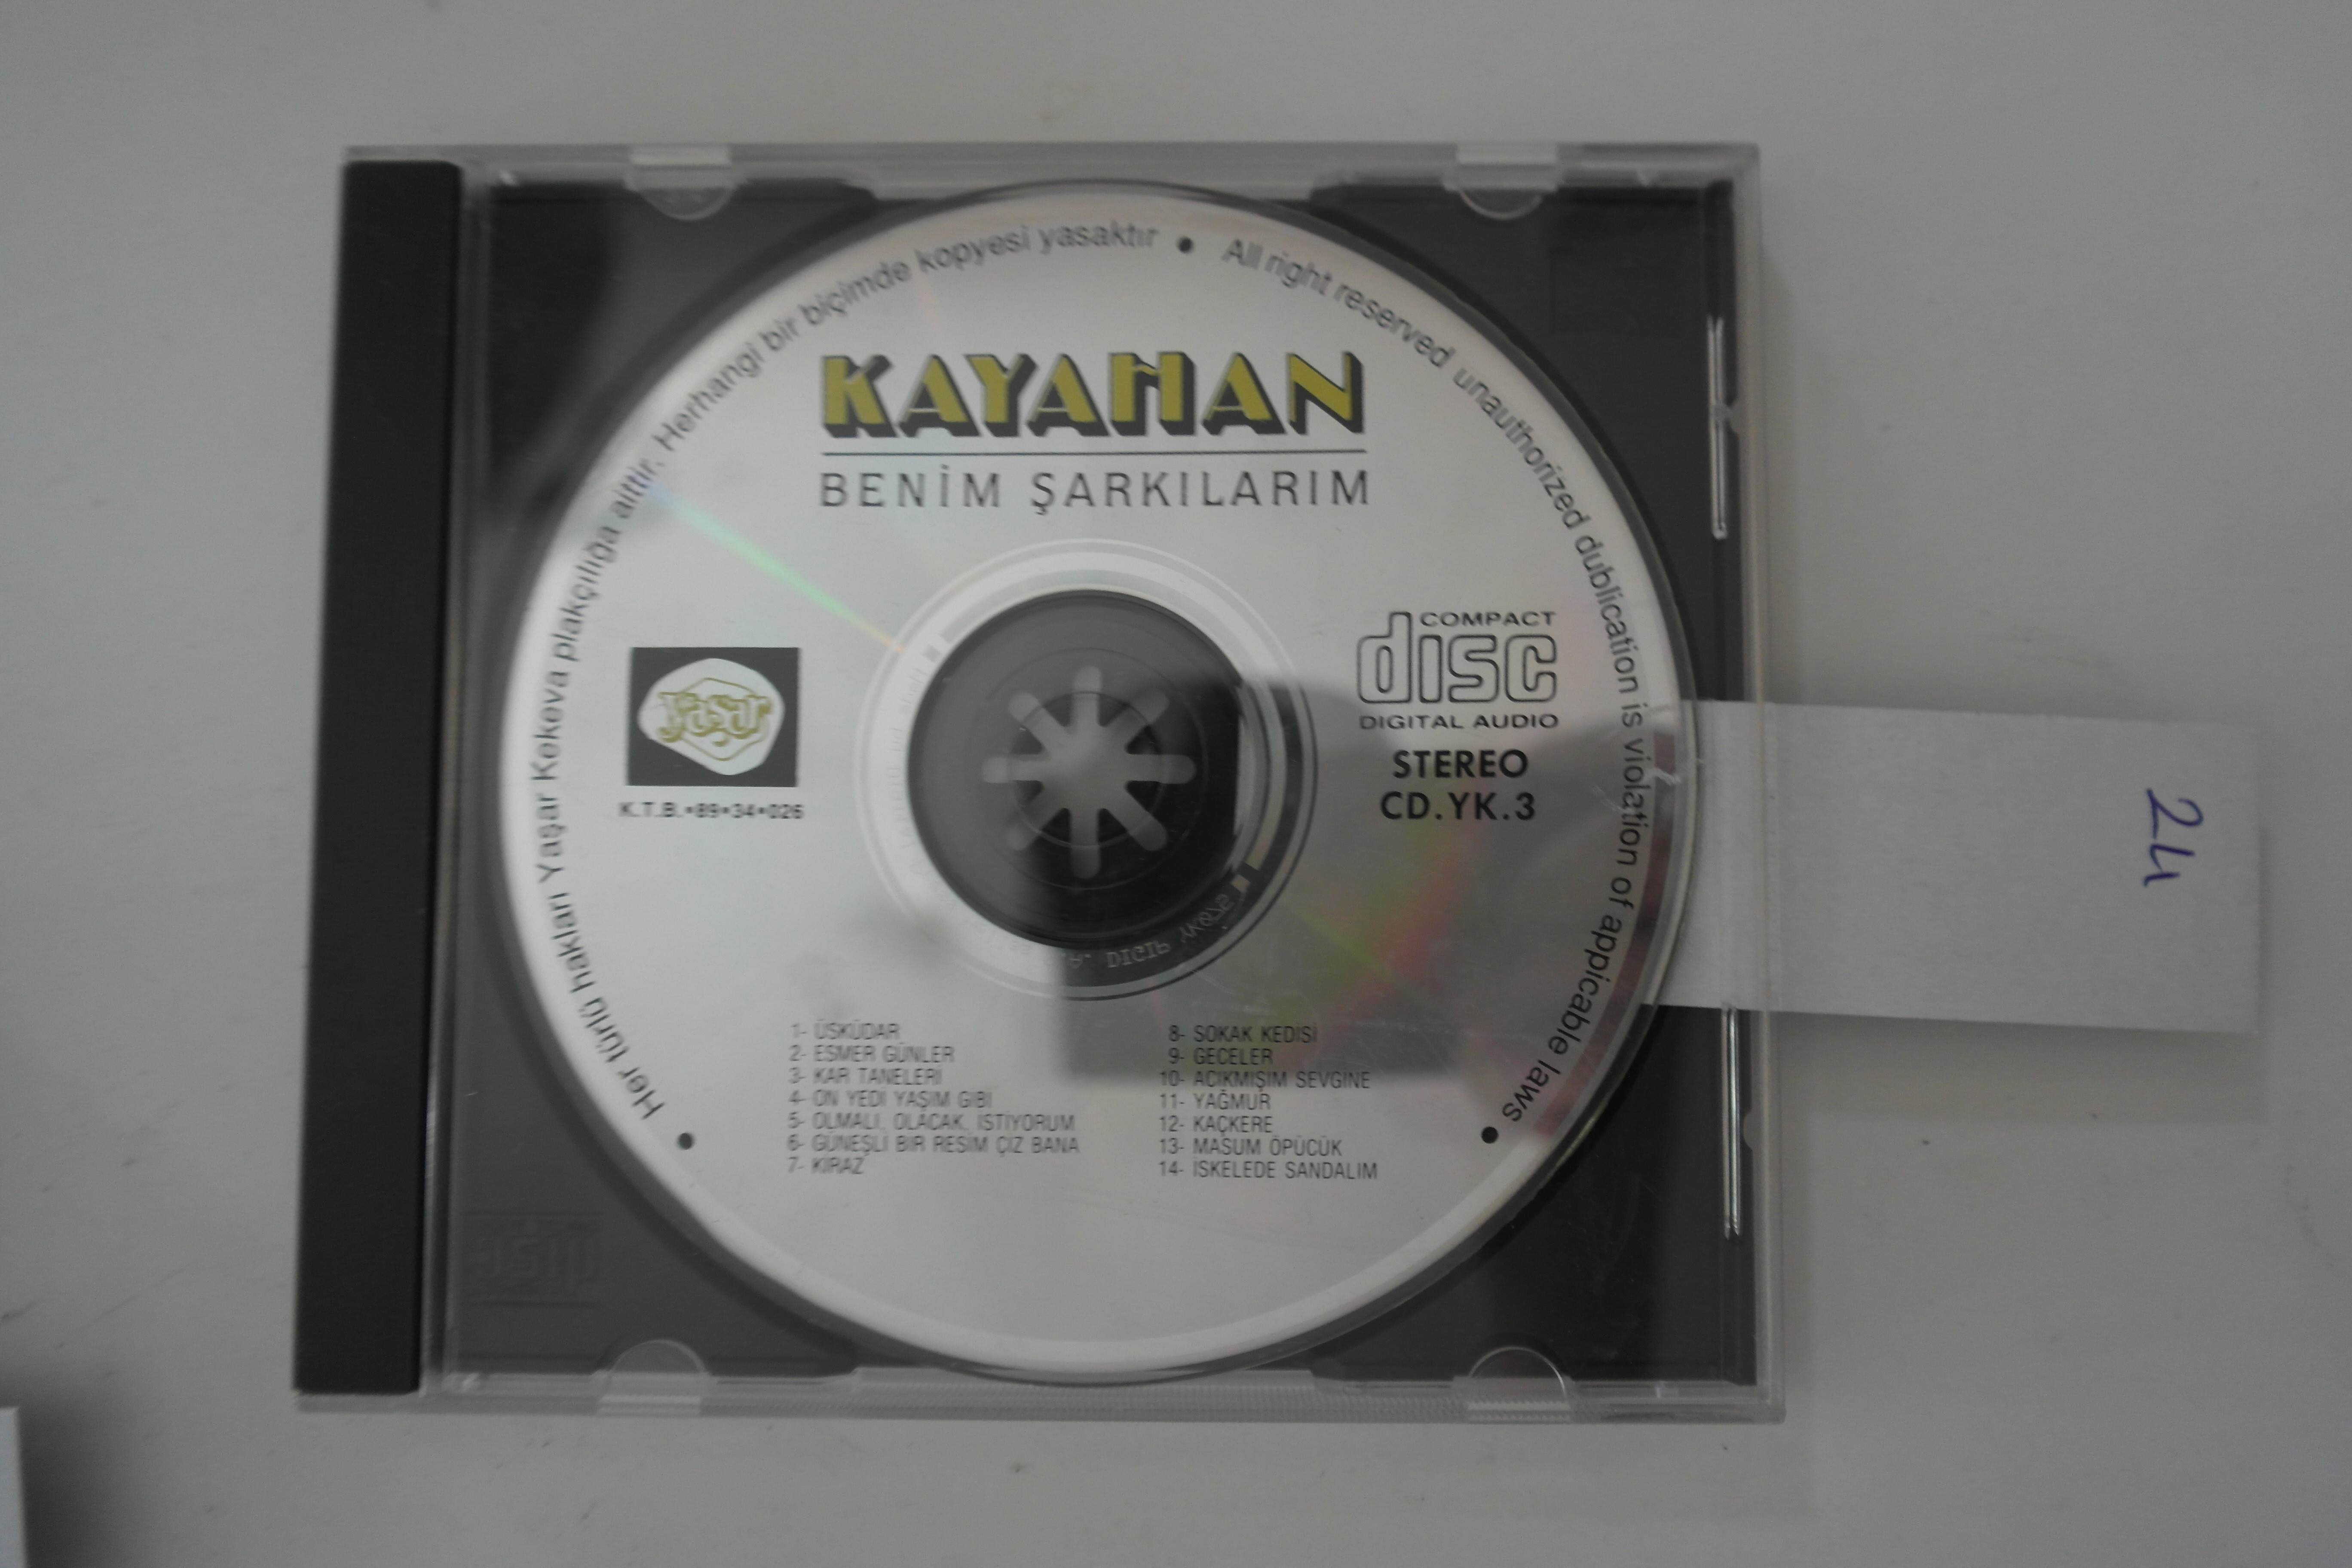 Her türlü hakları Yaşar Kekeva plakçılığa aittir. Herhangi bir biçimde kopyesi yasaktır • All right reserved unauthorized dublication is violation of appicable laws
KAYAHAN
BENİM ŞARKILARIM
yaşar
K.T.B.•89•34•026
COMPACT
disc
DIGITAL AUDIO
STEREO
CD.YK.3
1- ÜSKÜDAR
2- ESMER GÜNLER
3- KAR TANELERİ
4- ON YEDİ YAŞIM GİBİ
5- OLMALI, OLACAK, İSTİYORUM
6- GÜNEŞLİ BİR RESİM ÇİZ BANA
7- KİRAZ
8- SOKAK KEDİSİ
9- GECELER
10- ACIKMIŞIM SEVGİNE
11- YAĞMUR
12- KAÇKERE
13- MASUM ÖPÜCÜK
14- İSKELEDE SANDALIM
24